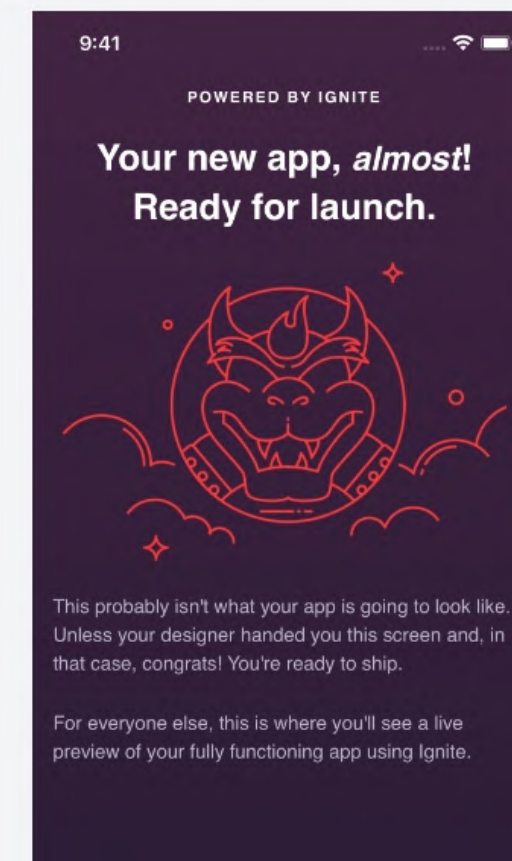 9:41
POWERED BY IGNITE
Your new app, almost!
Ready for launch.
This probably isn't what your app is going to look like.
Unless your designer handed you this screen and, in
that case, congrats! You're ready to ship.
For everyone else, this is where you'll see a live
preview of your fully functioning app using Ignite.